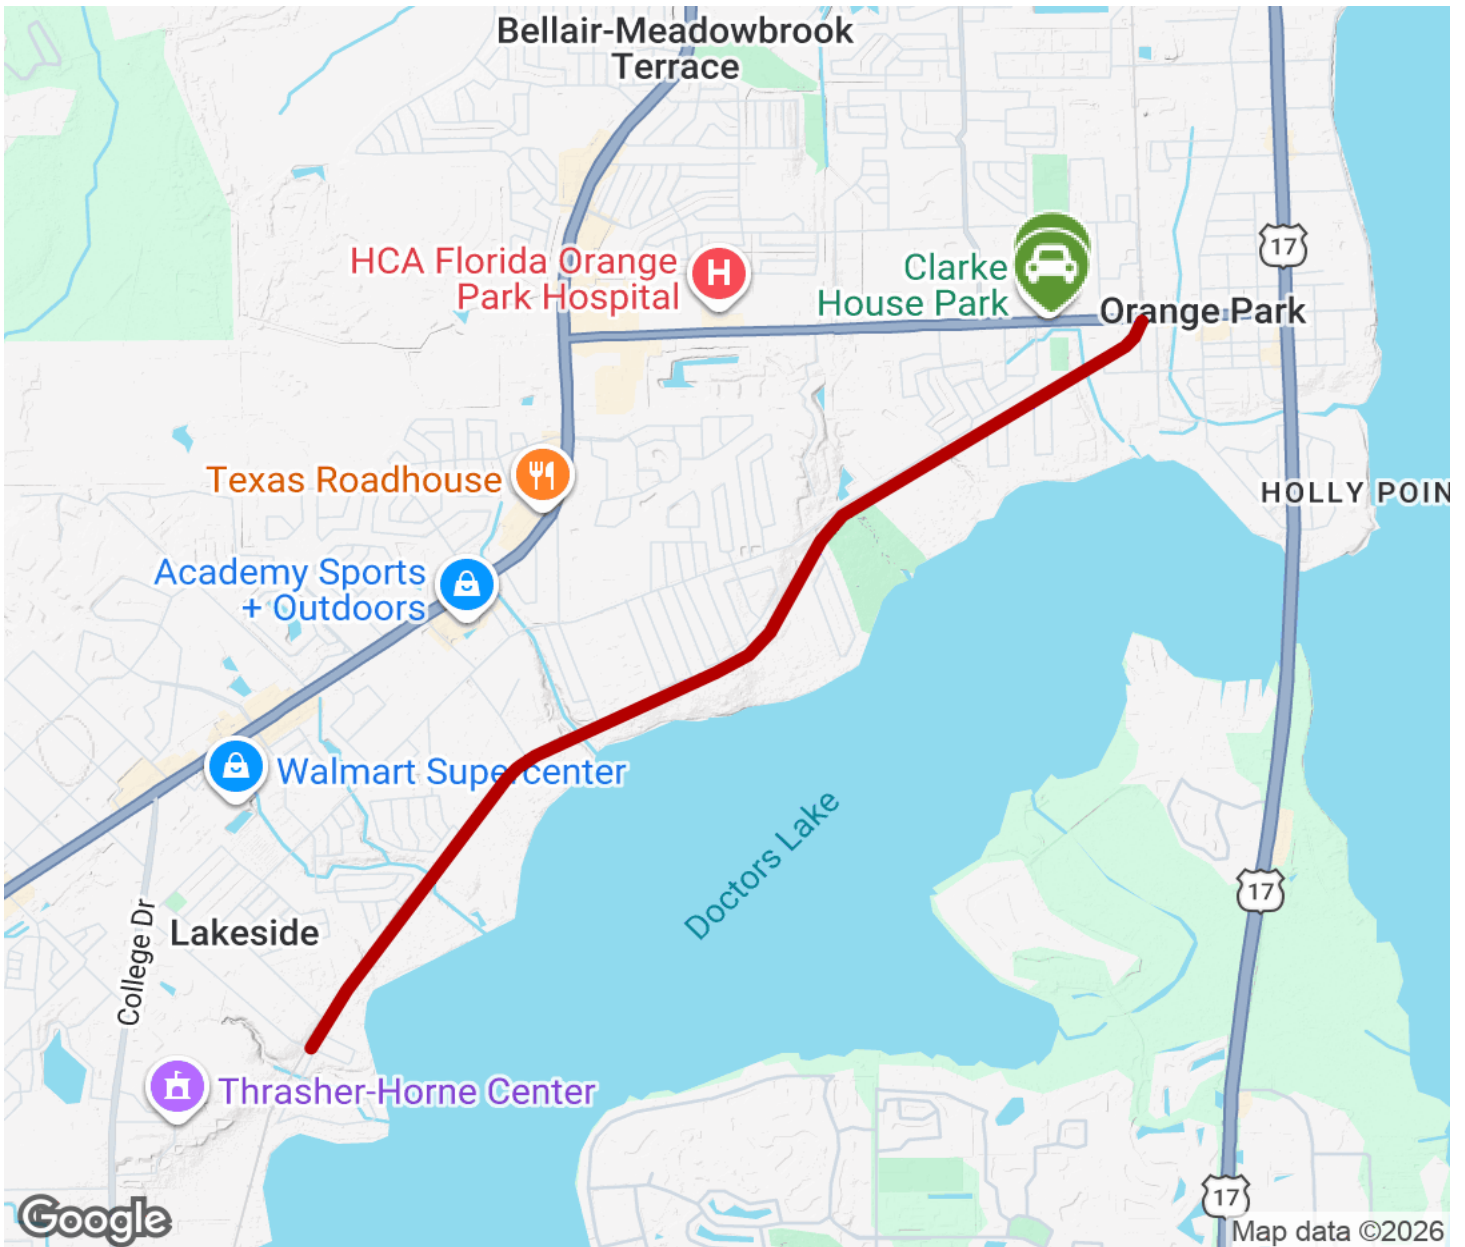 Bellair-Meadowbrook
Terrace
17
HCA Florida Orange
Park Hospital
H
Clarke
House Park
Orange Park
Texas Roadhouse
HOLLY POIN
Academy Sports
+ Outdoors
Walmart Supercenter
Doctors Lake
17
College Dr
Lakeside
Thrasher-Horne Center
17
Google
Map data ©2026